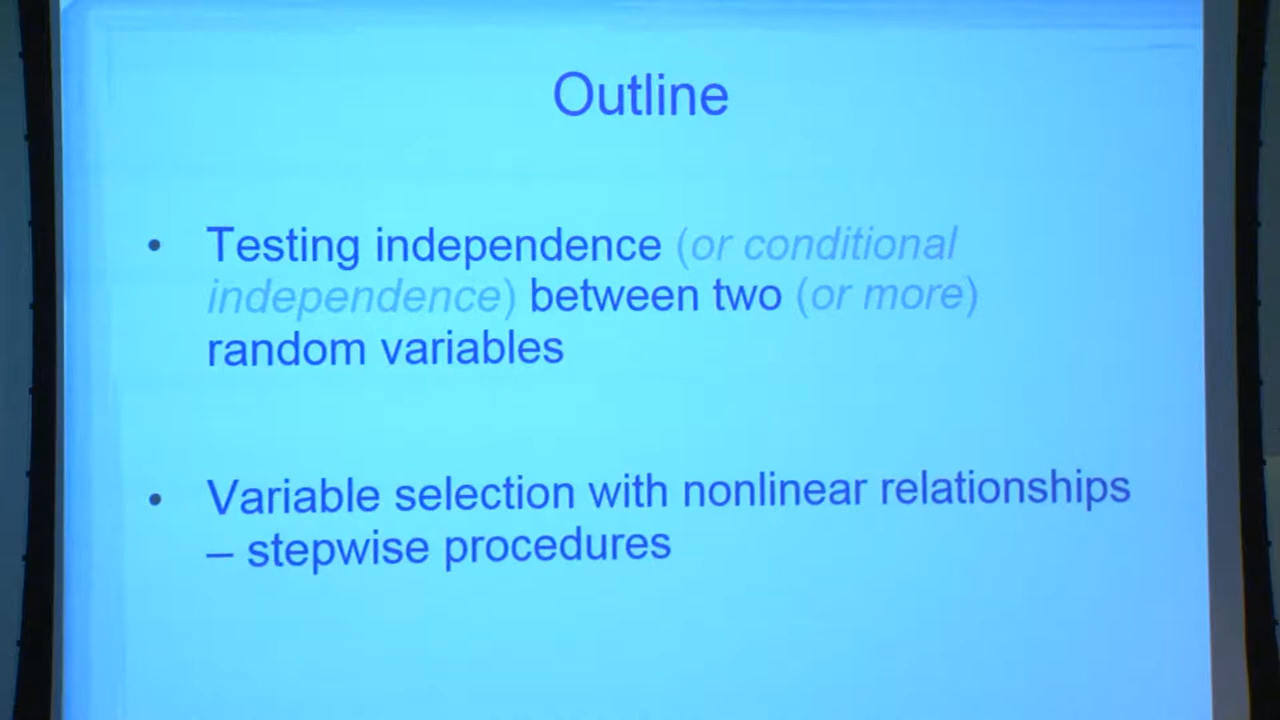 Outline
• Testing independence (or conditional
independence) between two (or more)
random variables
• Variable selection with nonlinear relationships
– stepwise procedures